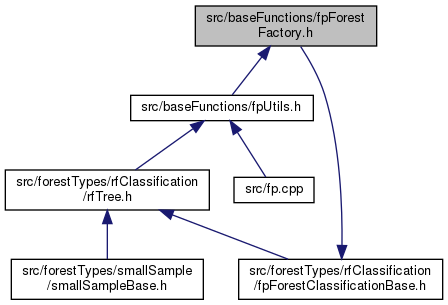 src/baseFunctions/fpForest
Factory.h
src/baseFunctions/fpUtils.h
src/forestTypes/rfClassification
/rfTree.h
src/fp.cpp
src/forestTypes/smallSample
/smallSampleBase.h
src/forestTypes/rfClassification
/fpForestClassificationBase.h